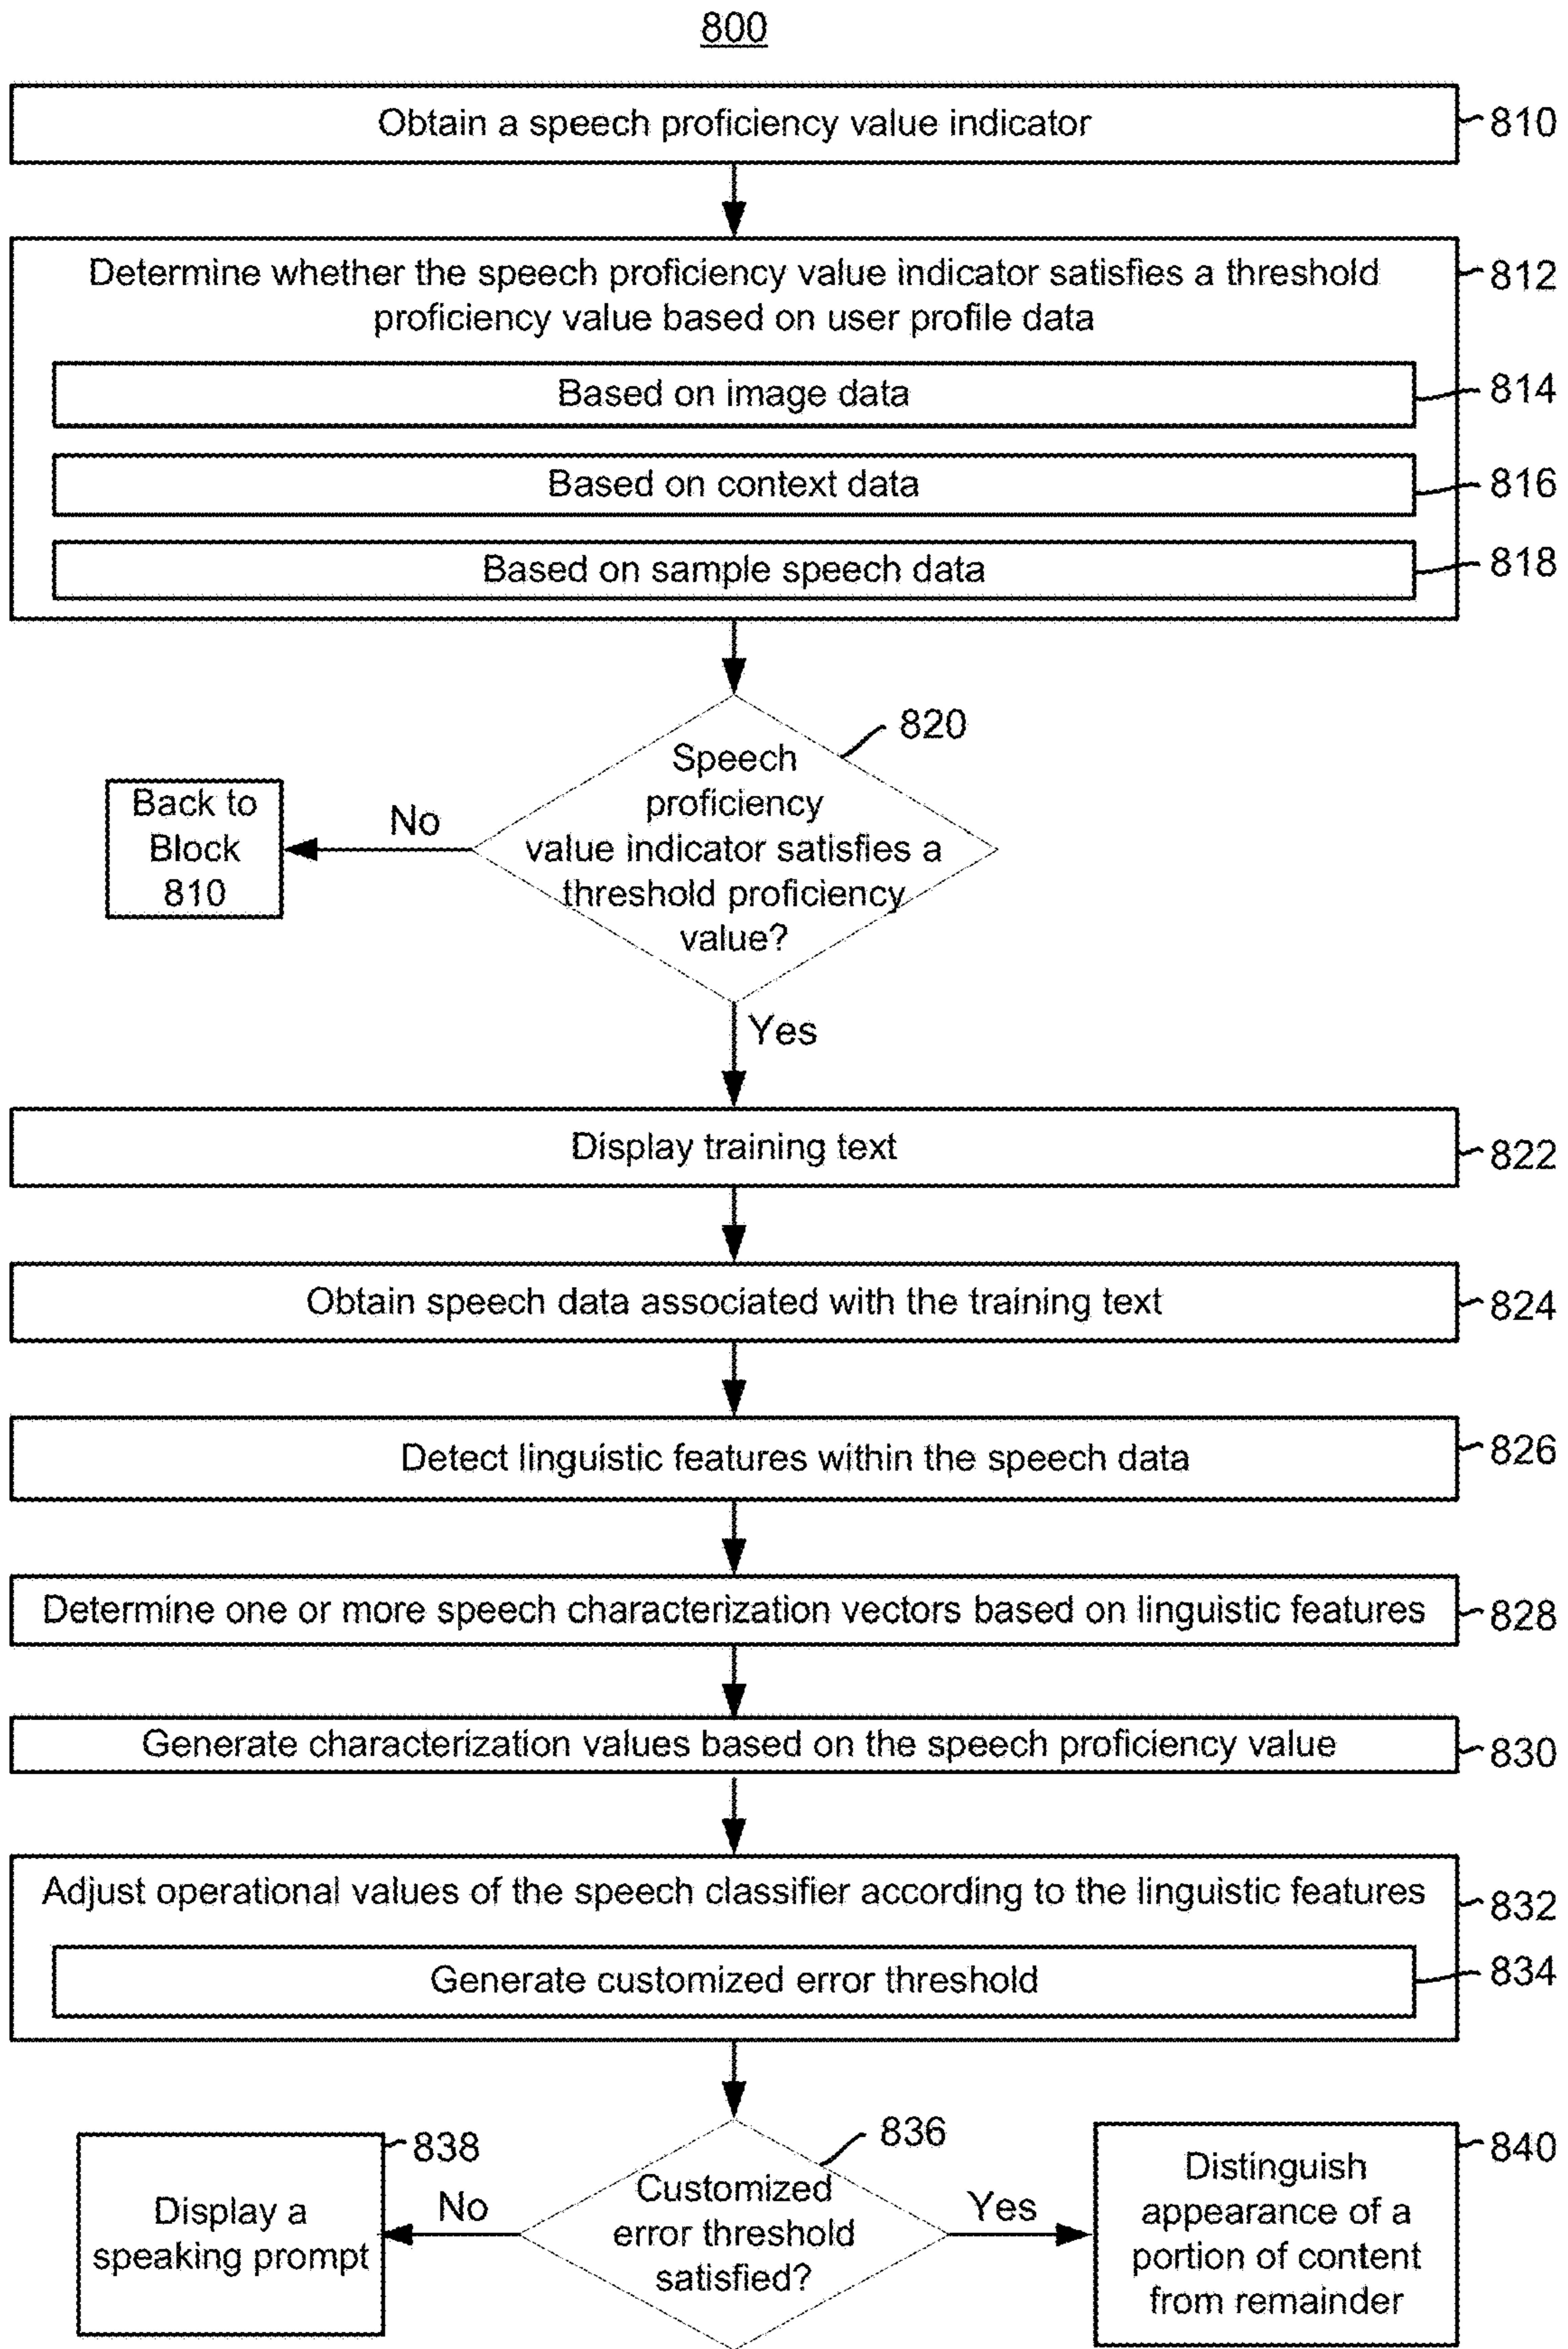 800
Obtain a speech proficiency value indicator
810
Determine whether the speech proficiency value indicator satisfies a threshold
proficiency value based on user profile data
812
Based on image data
814
Based on context data
816
Based on sample speech data
818
820
Speech
proficiency
value indicator satisfies a
threshold proficiency
value?
No
Back to
Block
810
Yes
Display training text
822
Obtain speech data associated with the training text
824
Detect linguistic features within the speech data
826
Determine one or more speech characterization vectors based on linguistic features
828
Generate characterization values based on the speech proficiency value
830
Adjust operational values of the speech classifier according to the linguistic features
832
Generate customized error threshold
834
836
Customized
error threshold
satisfied?
No
838
Display a
speaking prompt
Yes
840
Distinguish
appearance of a
portion of content
from remainder